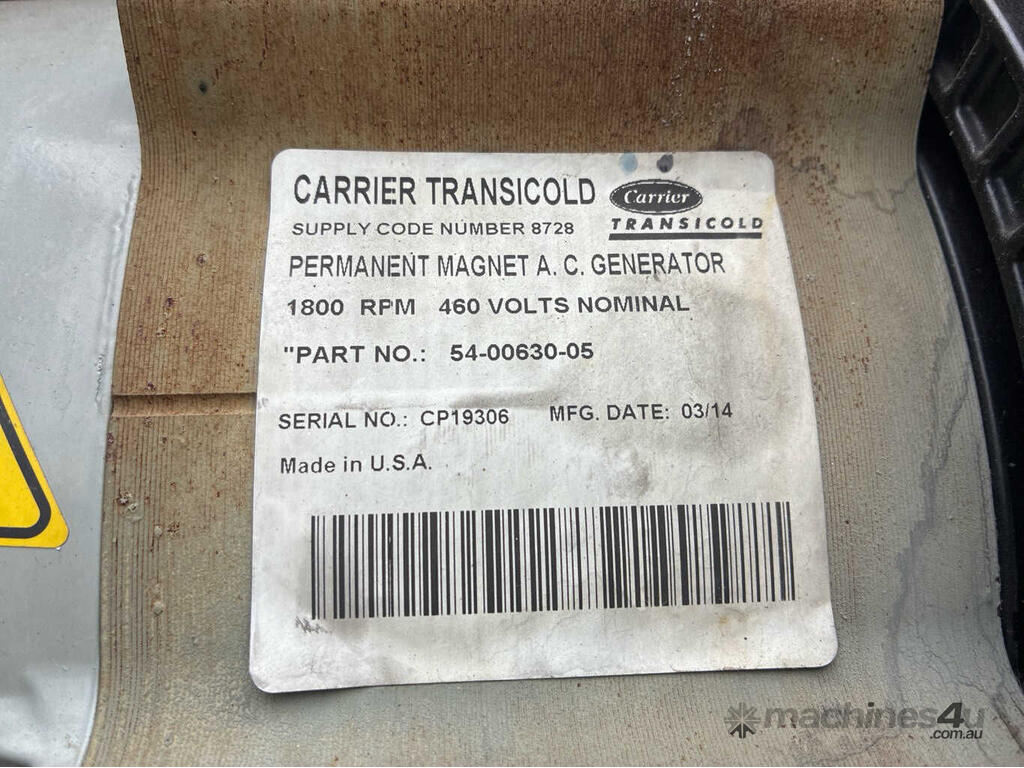 CARRIER TRANSICOLD
Carrier
TRANSICOLD
SUPPLY CODE NUMBER 8728
PERMANENT MAGNET A. C. GENERATOR
1800 RPM 460 VOLTS NOMINAL
"PART NO.: 54-00630-05
SERIAL NO.: CP19306 MFG. DATE: 03/14
Made in U.S.A.
machines4u
.com.au